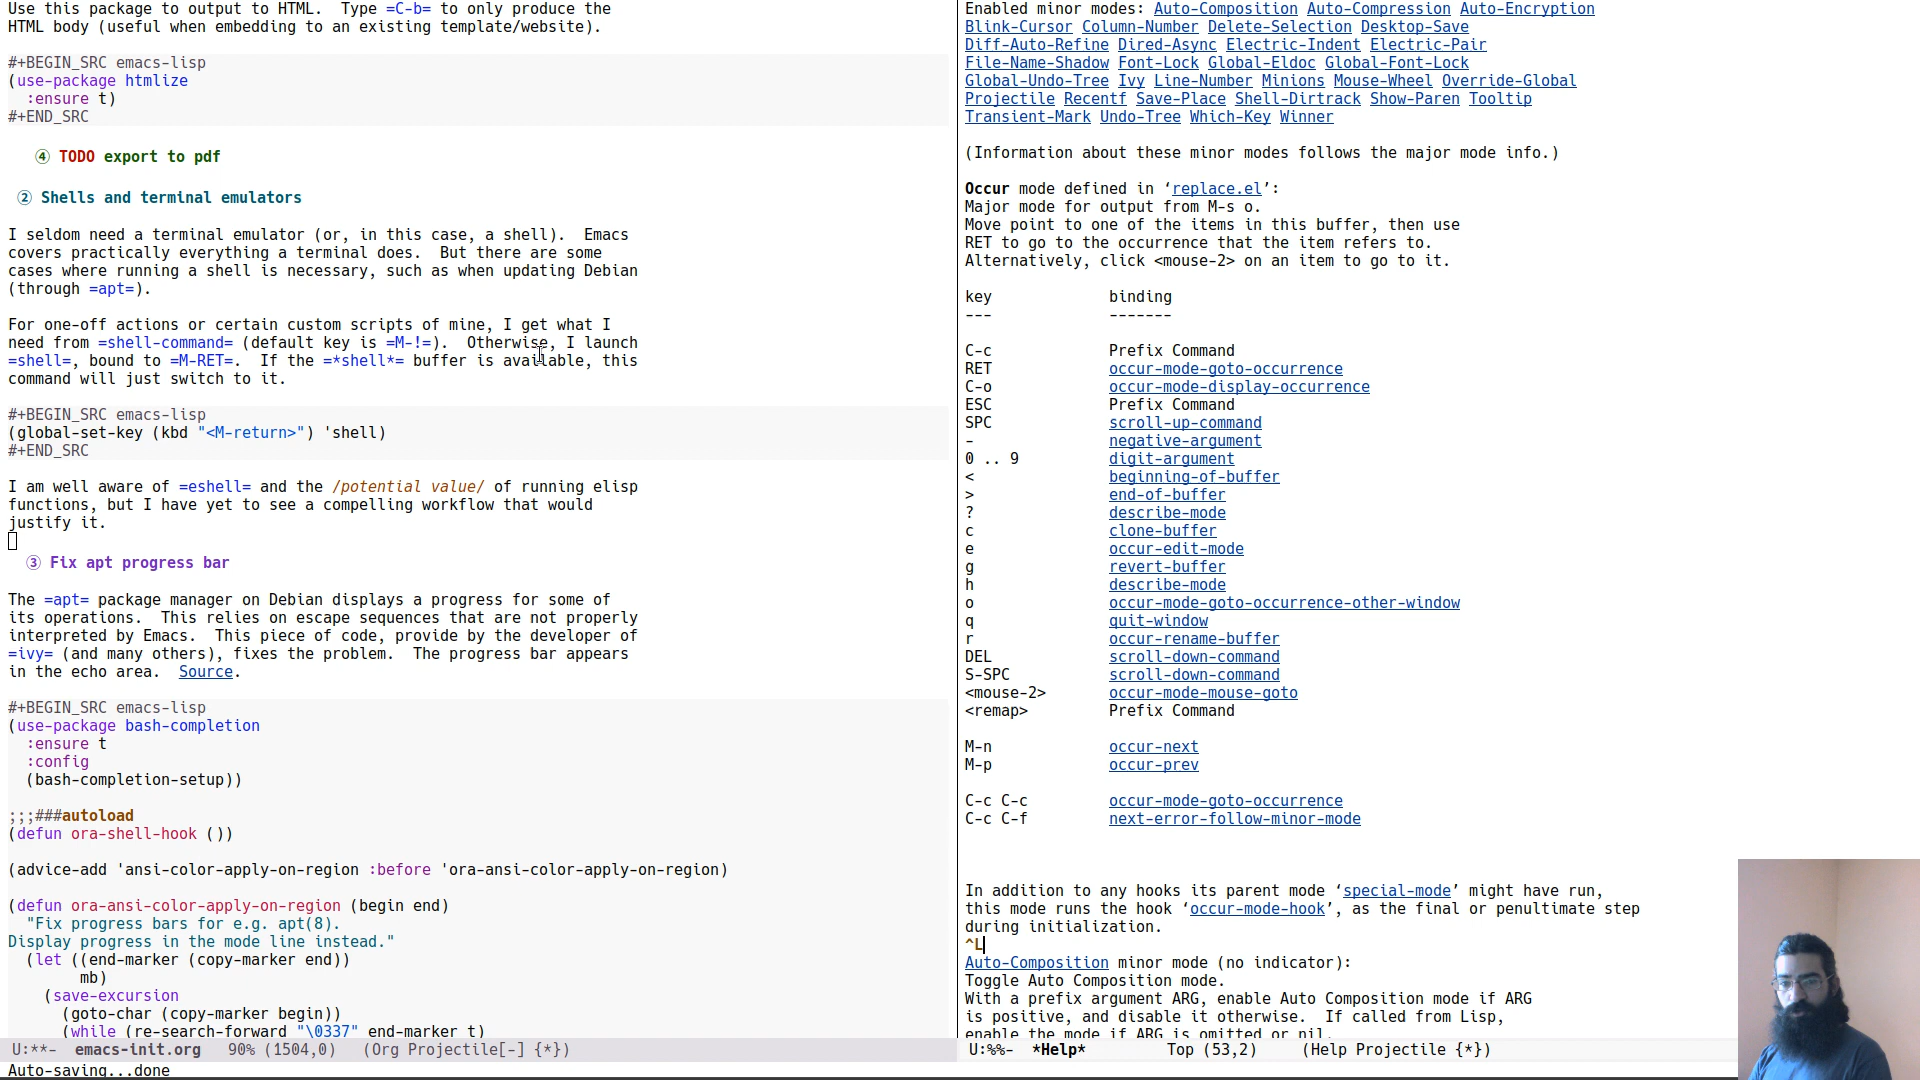 Use this package to output to HTML.  Type =C-b= to only produce the
HTML body (useful when embedding to an existing template/website).
#+BEGIN_SRC emacs-lisp
(use-package htmlize
  :ensure t)
#+END_SRC
④ TODO export to pdf
② Shells and terminal emulators
I seldom need a terminal emulator (or, in this case, a shell).  Emacs
covers practically everything a terminal does.  But there are some
cases where running a shell is necessary, such as when updating Debian
(through =apt=).
For one-off actions or certain custom scripts of mine, I get what I
need from =shell-command= (default key is =M-!=).  Otherwise, I launch
=shell=, bound to =M-RET=.  If the =*shell*= buffer is available, this
command will just switch to it.
#+BEGIN_SRC emacs-lisp
(global-set-key (kbd "<M-return>") 'shell)
#+END_SRC
I am well aware of =eshell= and the /potential value/ of running elisp
functions, but I have yet to see a compelling workflow that would
justify it.
③ Fix apt progress bar
The =apt= package manager on Debian displays a progress for some of
its operations.  This relies on escape sequences that are not properly
interpreted by Emacs.  This piece of code, provide by the developer of
=ivy= (and many others), fixes the problem.  The progress bar appears
in the echo area.  Source.
#+BEGIN_SRC emacs-lisp
(use-package bash-completion
  :ensure t
  :config
  (bash-completion-setup))
;;;###autoload
(defun ora-shell-hook ())
(advice-add 'ansi-color-apply-on-region :before 'ora-ansi-color-apply-on-region)
(defun ora-ansi-color-apply-on-region (begin end)
  "Fix progress bars for e.g. apt(8).
Display progress in the mode line instead."
  (let ((end-marker (copy-marker end))
        mb)
    (save-excursion
      (goto-char (copy-marker begin))
      (while (re-search-forward "\0337" end-marker t)
U:**-  emacs-init.org   90% (1504,0)   (Org Projectile[-] {*})
Auto-saving...done
Enabled minor modes: Auto-Composition Auto-Compression Auto-Encryption
Blink-Cursor Column-Number Delete-Selection Desktop-Save
Diff-Auto-Refine Dired-Async Electric-Indent Electric-Pair
File-Name-Shadow Font-Lock Global-Eldoc Global-Font-Lock
Global-Undo-Tree Ivy Line-Number Minions Mouse-Wheel Override-Global
Projectile Recentf Save-Place Shell-Dirtrack Show-Paren Tooltip
Transient-Mark Undo-Tree Which-Key Winner
(Information about these minor modes follows the major mode info.)
Occur mode defined in ‘replace.el’:
Major mode for output from M-s o.
Move point to one of the items in this buffer, then use
RET to go to the occurrence that the item refers to.
Alternatively, click <mouse-2> on an item to go to it.
key             binding
---             -------
C-c             Prefix Command
RET             occur-mode-goto-occurrence
C-o             occur-mode-display-occurrence
ESC             Prefix Command
SPC             scroll-up-command
-               negative-argument
0 .. 9          digit-argument
<               beginning-of-buffer
>               end-of-buffer
?               describe-mode
c               clone-buffer
e               occur-edit-mode
g               revert-buffer
h               describe-mode
o               occur-mode-goto-occurrence-other-window
q               quit-window
r               occur-rename-buffer
DEL             scroll-down-command
S-SPC           scroll-down-command
<mouse-2>       occur-mode-mouse-goto
<remap>         Prefix Command
M-n             occur-next
M-p             occur-prev
C-c C-c         occur-mode-goto-occurrence
C-c C-f         next-error-follow-minor-mode
In addition to any hooks its parent mode ‘special-mode’ might have run,
this mode runs the hook ‘occur-mode-hook’, as the final or penultimate step
during initialization.
^L
Auto-Composition minor mode (no indicator):
Toggle Auto Composition mode.
With a prefix argument ARG, enable Auto Composition mode if ARG
is positive, and disable it otherwise.  If called from Lisp,
enable the mode if ARG is omitted or nil.
U:%%-  *Help*         Top (53,2)     (Help Projectile {*})